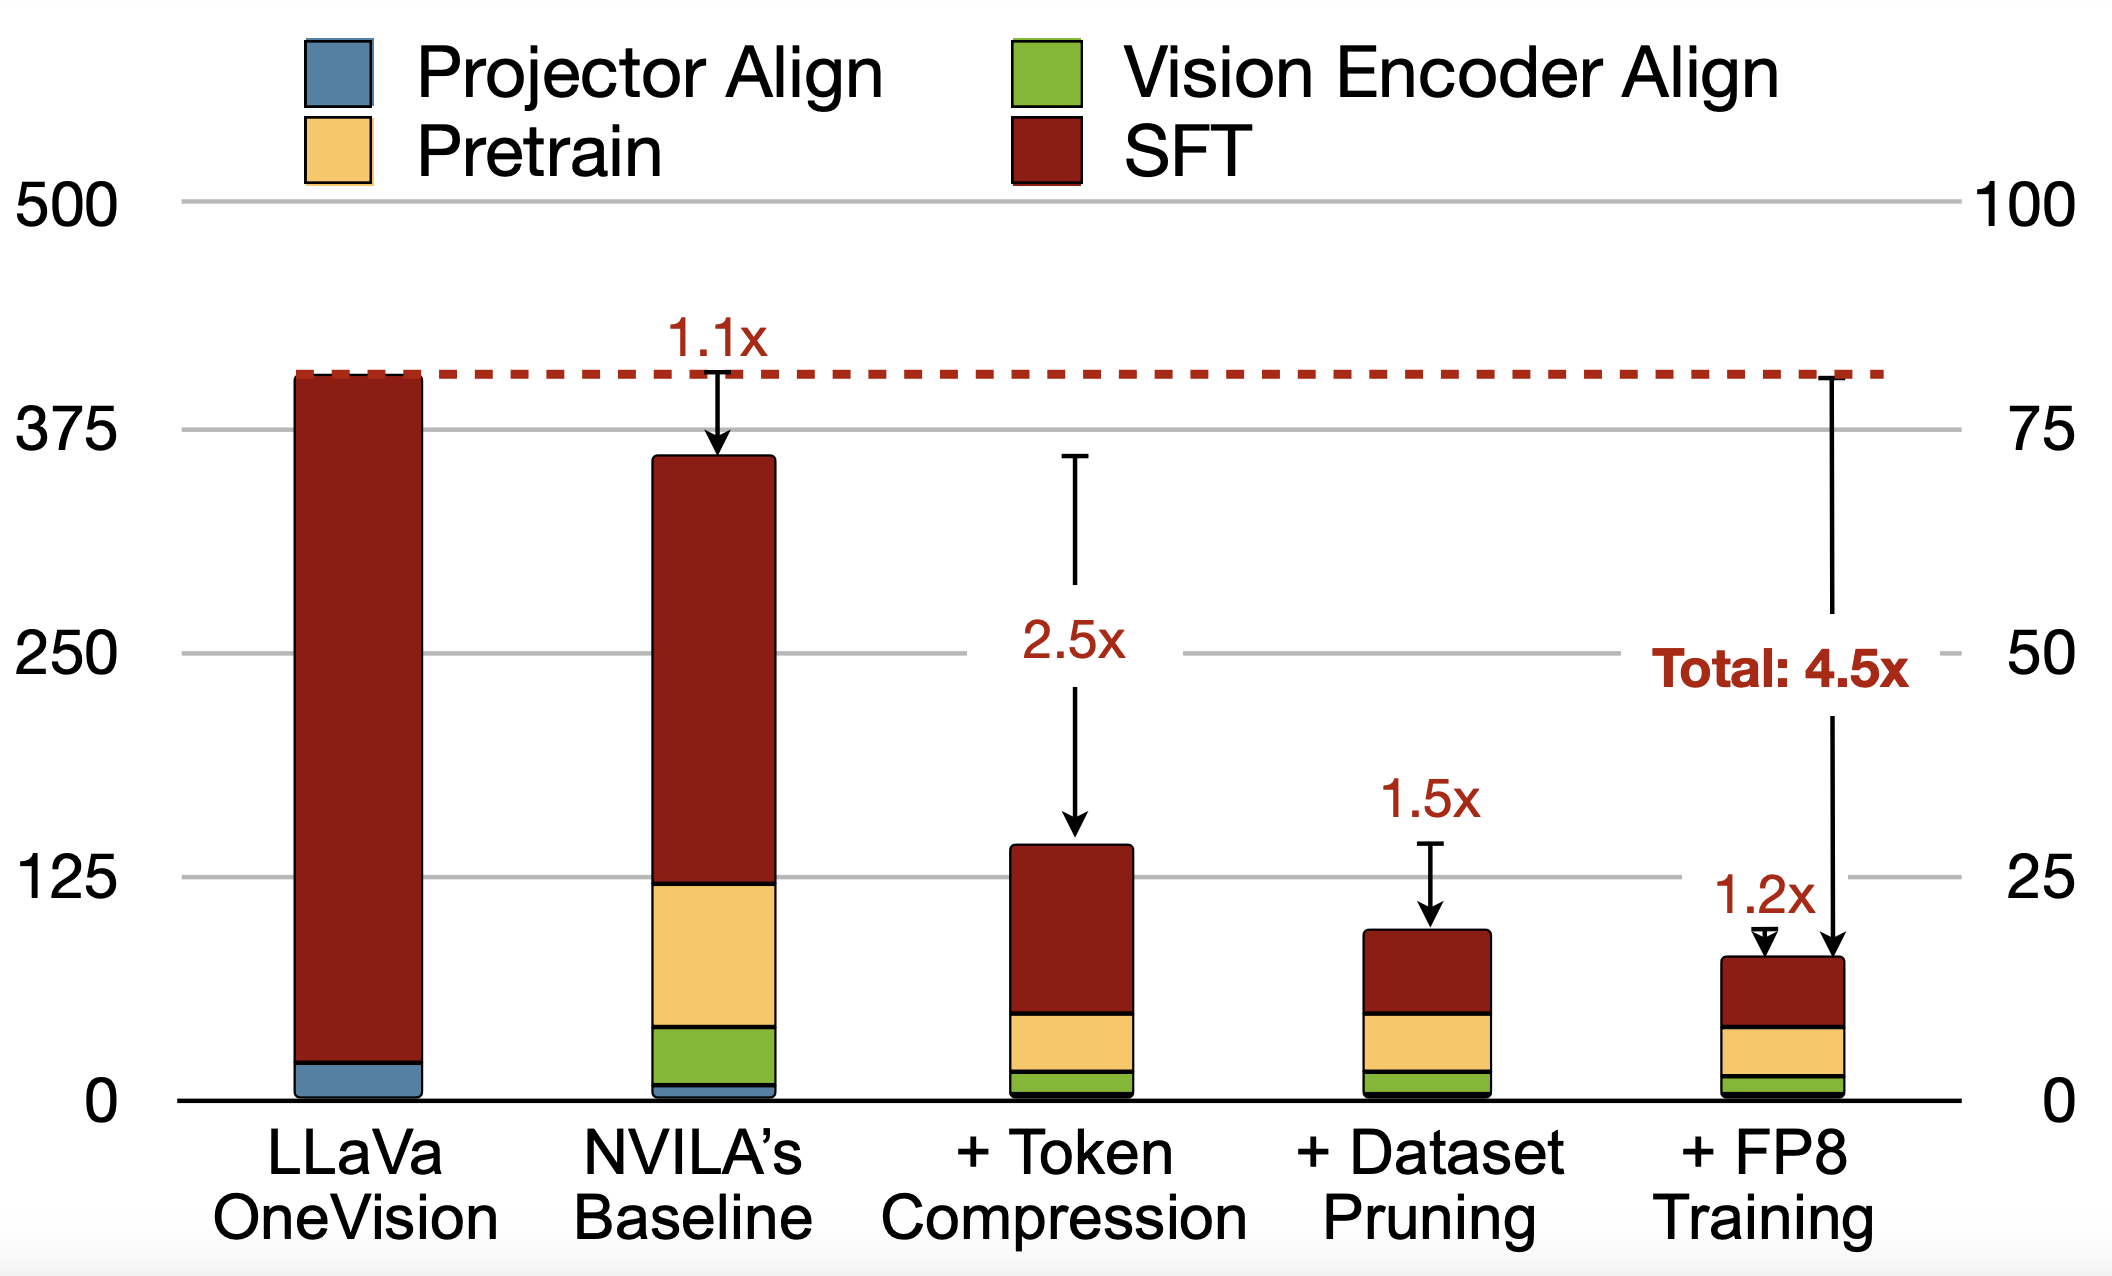 Projector Align
Vision Encoder Align
Pretrain
SFT
500
100
1.1x
375
75
2.5x
250
50
Total: 4.5x
1.5x
125
25
1.2x
0
0
LLaVa
OneVision
NVILA’s
Baseline
+ Token
Compression
+ Dataset
Pruning
+ FP8
Training